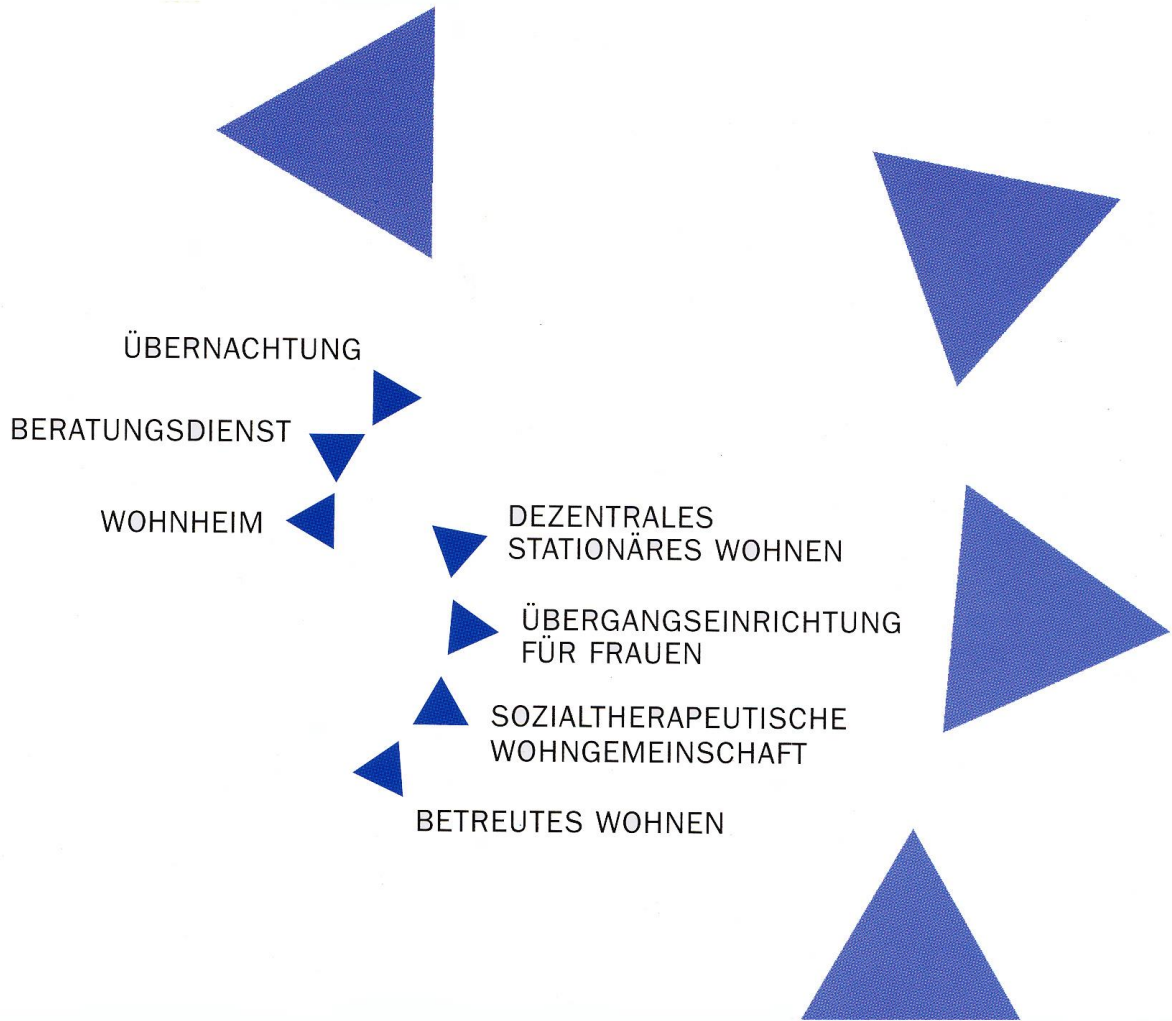 ÜBERNACHTUNG
BERATUNGSDIENST
WOHNHEIM
DEZENTRALES
STATIONÄRES WOHNEN
ÜBERGANGSEINRICHTUNG
FÜR FRAUEN
SOZIALTHERAPEUTISCHE
WOHNGEMEINSCHAFT
BETREUTES WOHNEN